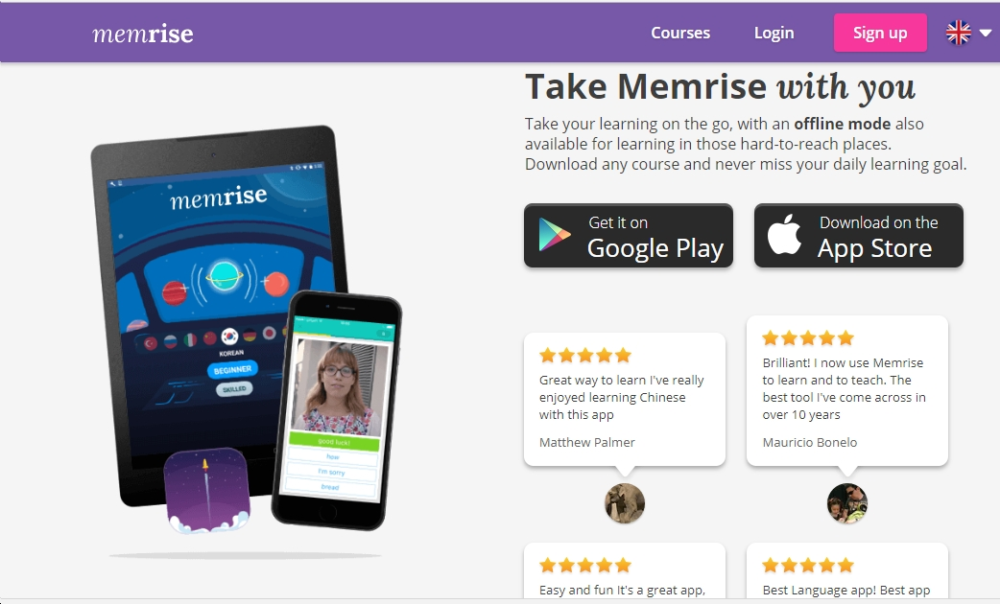 memrise
Courses
Login
Sign up
Take Memrise with you
Take your learning on the go, with an offline mode also
available for learning in those hard-to-reach places.
Download any course and never miss your daily learning goal.
Get it on
Google Play
Download on the
App Store
memrise
KOREAN
BEGINNER
SKILLED
good luck!
how
I'm sorry
bread
Great way to learn I've really
enjoyed learning Chinese
with this app
Matthew Palmer
Brilliant! I now use Memrise
to learn and to teach. The
best tool I've come across in
over 10 years
Mauricio Bonelo
Easy and fun It's a great app,
Best Language app! Best app